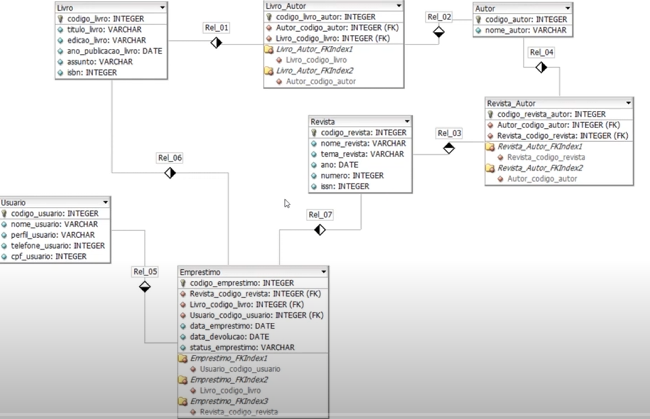 Livro
codigo_livro: INTEGER
titulo_livro: VARCHAR
edicao_livro: VARCHAR
ano_publicacao_livro: DATE
assunto: VARCHAR
isbn: INTEGER
Rel_01
Livro_Autor
codigo_livro_autor: INTEGER
Autor_codigo_autor: INTEGER (FK)
Livro_codigo_livro: INTEGER (FK)
Livro_Autor_FKIndex1
Livro_codigo_livro
Livro_Autor_FKIndex2
Autor_codigo_autor
Rel_02
Autor
codigo_autor: INTEGER
nome_autor: VARCHAR
Rel_04
Revista_Autor
codigo_revista_autor: INTEGER
Autor_codigo_autor: INTEGER (FK)
Revista_codigo_revista: INTEGER (FK)
Revista_Autor_FKIndex1
Revista_codigo_revista
Revista_Autor_FKIndex2
Autor_codigo_autor
Revista
codigo_revista: INTEGER
nome_revista: VARCHAR
tema_revista: VARCHAR
ano: DATE
numero: INTEGER
issn: INTEGER
Rel_03
Rel_06
Rel_07
Usuario
codigo_usuario: INTEGER
nome_usuario: VARCHAR
perfil_usuario: VARCHAR
telefone_usuario: INTEGER
cpf_usuario: INTEGER
Rel_05
Emprestimo
codigo_emprestimo: INTEGER
Revista_codigo_revista: INTEGER (FK)
Livro_codigo_livro: INTEGER (FK)
Usuario_codigo_usuario: INTEGER (FK)
data_emprestimo: DATE
data_devolucao: DATE
status_emprestimo: VARCHAR
Emprestimo_FKIndex1
Usuario_codigo_usuario
Emprestimo_FKIndex2
Livro_codigo_livro
Emprestimo_FKIndex3
Revista_codigo_revista